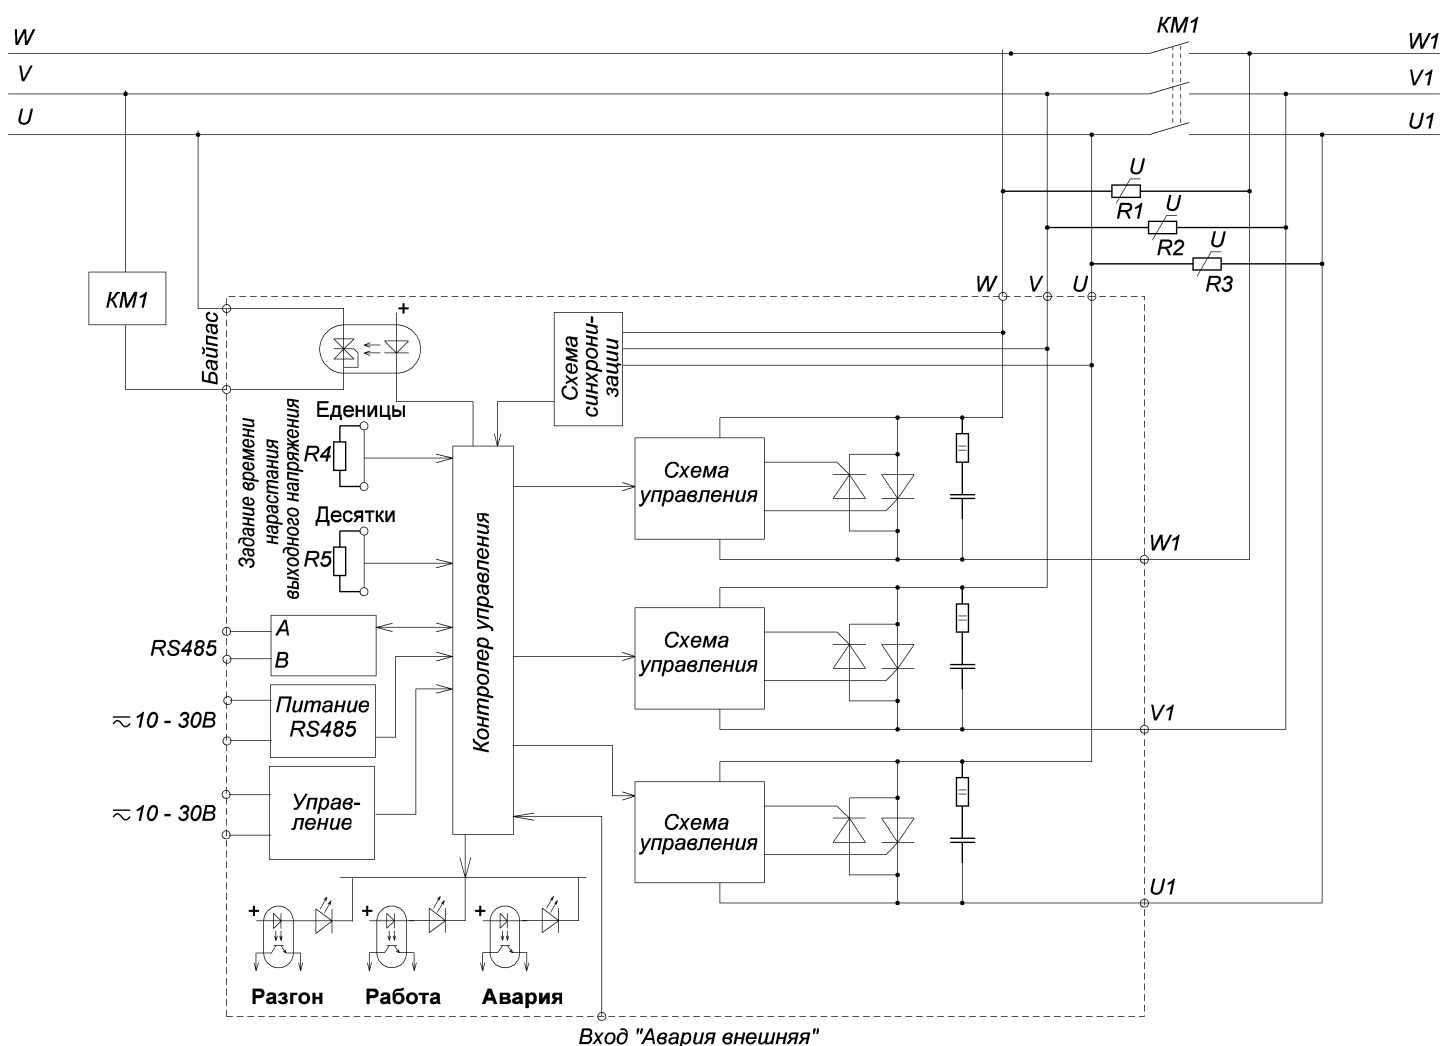 W
KM1
W1
V
V1
U
U1
U
R1
U
R2
U
R3
KM1
W
V
U
Байпас
+
Схема
синхрони-
зации
Задание времени
нарастания
выходного напряжения
Еденицы
R4
Десятки
R5
Контролер управления
Схема
управления
W1
RS485
A
B
Схема
управления
V1
10 - 30В
Питание
RS485
10 - 30В
Управ-
ление
Схема
управления
U1
+
+
+
Разгон
Работа
Авария
Вход "Авария внешняя"